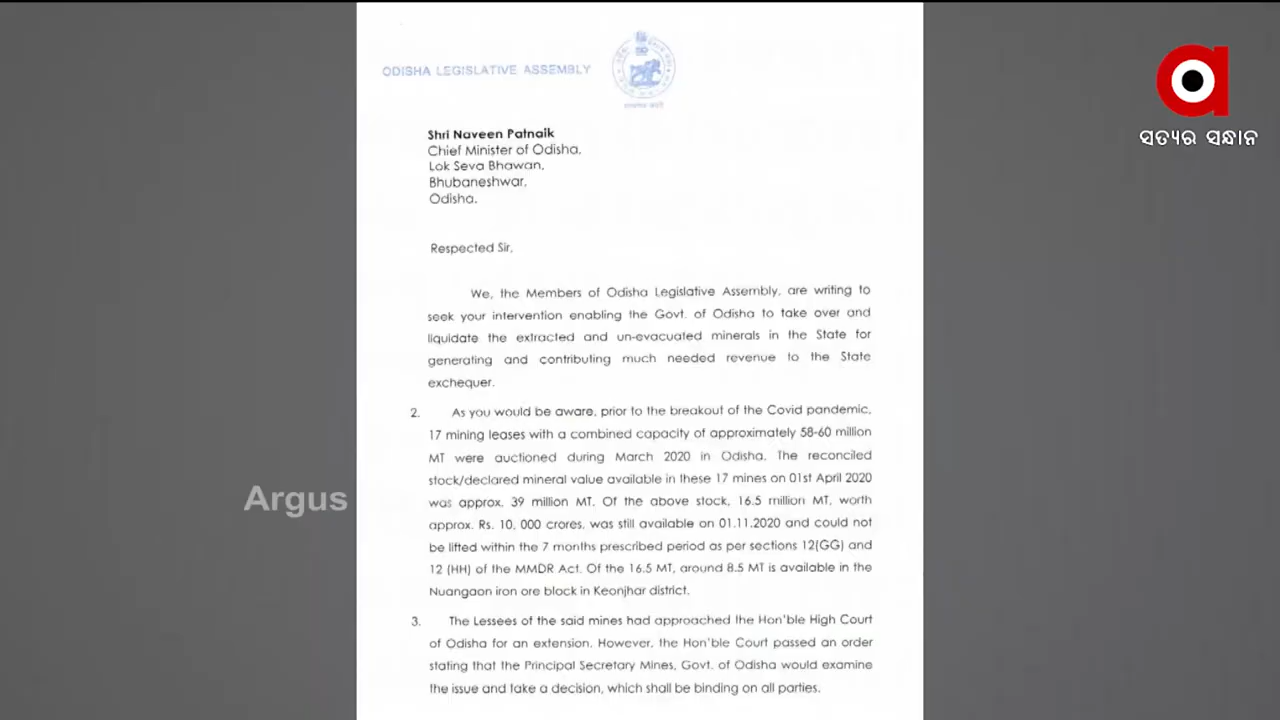 ODISHA LEGISLATIVE ASSEMBLY
ସତ୍ୟର ସନ୍ଧାନ
Shri Naveen Patnaik
Chief Minister of Odisha,
Lok Seva Bhawan,
Bhubaneshwar,
Odisha.
Respected Sir,
We, the Members of Odisha Legislative Assembly, are writing to
seek your intervention enabling the Govt. of Odisha to take over and
liquidate the extracted and un-evacuated minerals in the State for
generating and contributing much needed revenue to the State
exchequer.
2. As you would be aware, prior to the breakout of the Covid pandemic,
17 mining leases with a combined capacity of approximately 58-60 million
MT were auctioned during March 2020 in Odisha. The reconciled
stock/declared mineral value available in these 17 mines on 01st April 2020
was approx. 39 million MT. Of the above stock, 16.5 million MT, worth
approx. Rs. 10, 000 crores, was still available on 01.11.2020 and could not
be lifted within the 7 months prescribed period as per sections 12(GG) and
12 (HH) of the MMDR Act. Of the 16.5 MT, around 8.5 MT is available in the
Nuangaon iron ore block in Keonjhar district.
3. The Lessees of the said mines had approached the Hon'ble High Court
of Odisha for an extension. However, the Hon'ble Court passed an order
stating that the Principal Secretary Mines, Govt. of Odisha would examine
the issue and take a decision, which shall be binding on all parties.
Argus